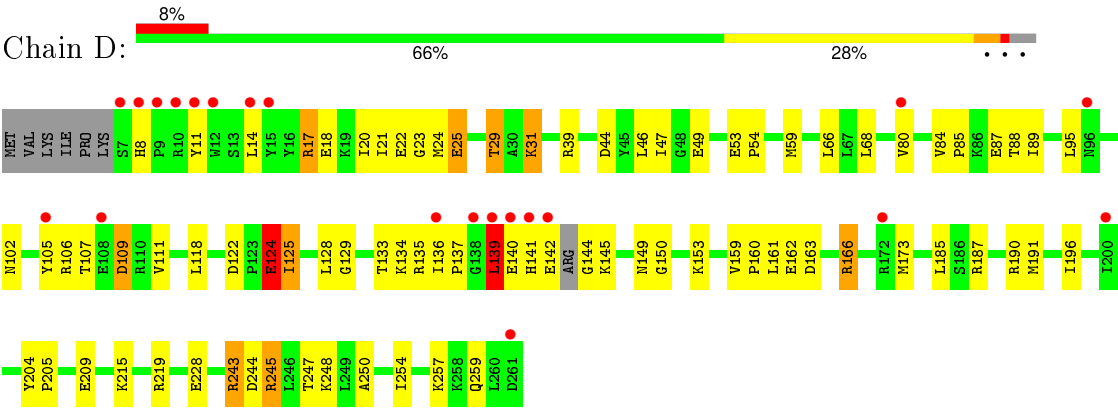 8%
Chain D:
66% 28% • • •
MET VAL LYS ILE PRO LYS S7 H8 P9 R10 Y11 W12 S13 L14 Y15 Y16 R17 E18 K19 I20 I21 E22 G23 M24 E25 T29 A30 K31 R39 D44 Y45 L46 I47 G48 E49 E53 P54 M59 L66 L67 L68 V80 V84 P85 K86 E87 T88 I89 L95 N96
N102 Y105 R106 T107 E108 D109 R110 V111 L118 D122 P123 E124 I125 L128 G129 T133 K134 R135 I136 P137 G138 L139 E140 H141 E142 ARG G144 K145 N149 G150 K153 V159 P160 L161 E162 D163 R166 R172 M173 L185 S186 R187 R190 M191 I196 I200
Y204 P205 E209 K215 R219 E228 R243 D244 R245 L246 T247 K248 L249 A250 I254 K257 K258 Q259 L260 D261